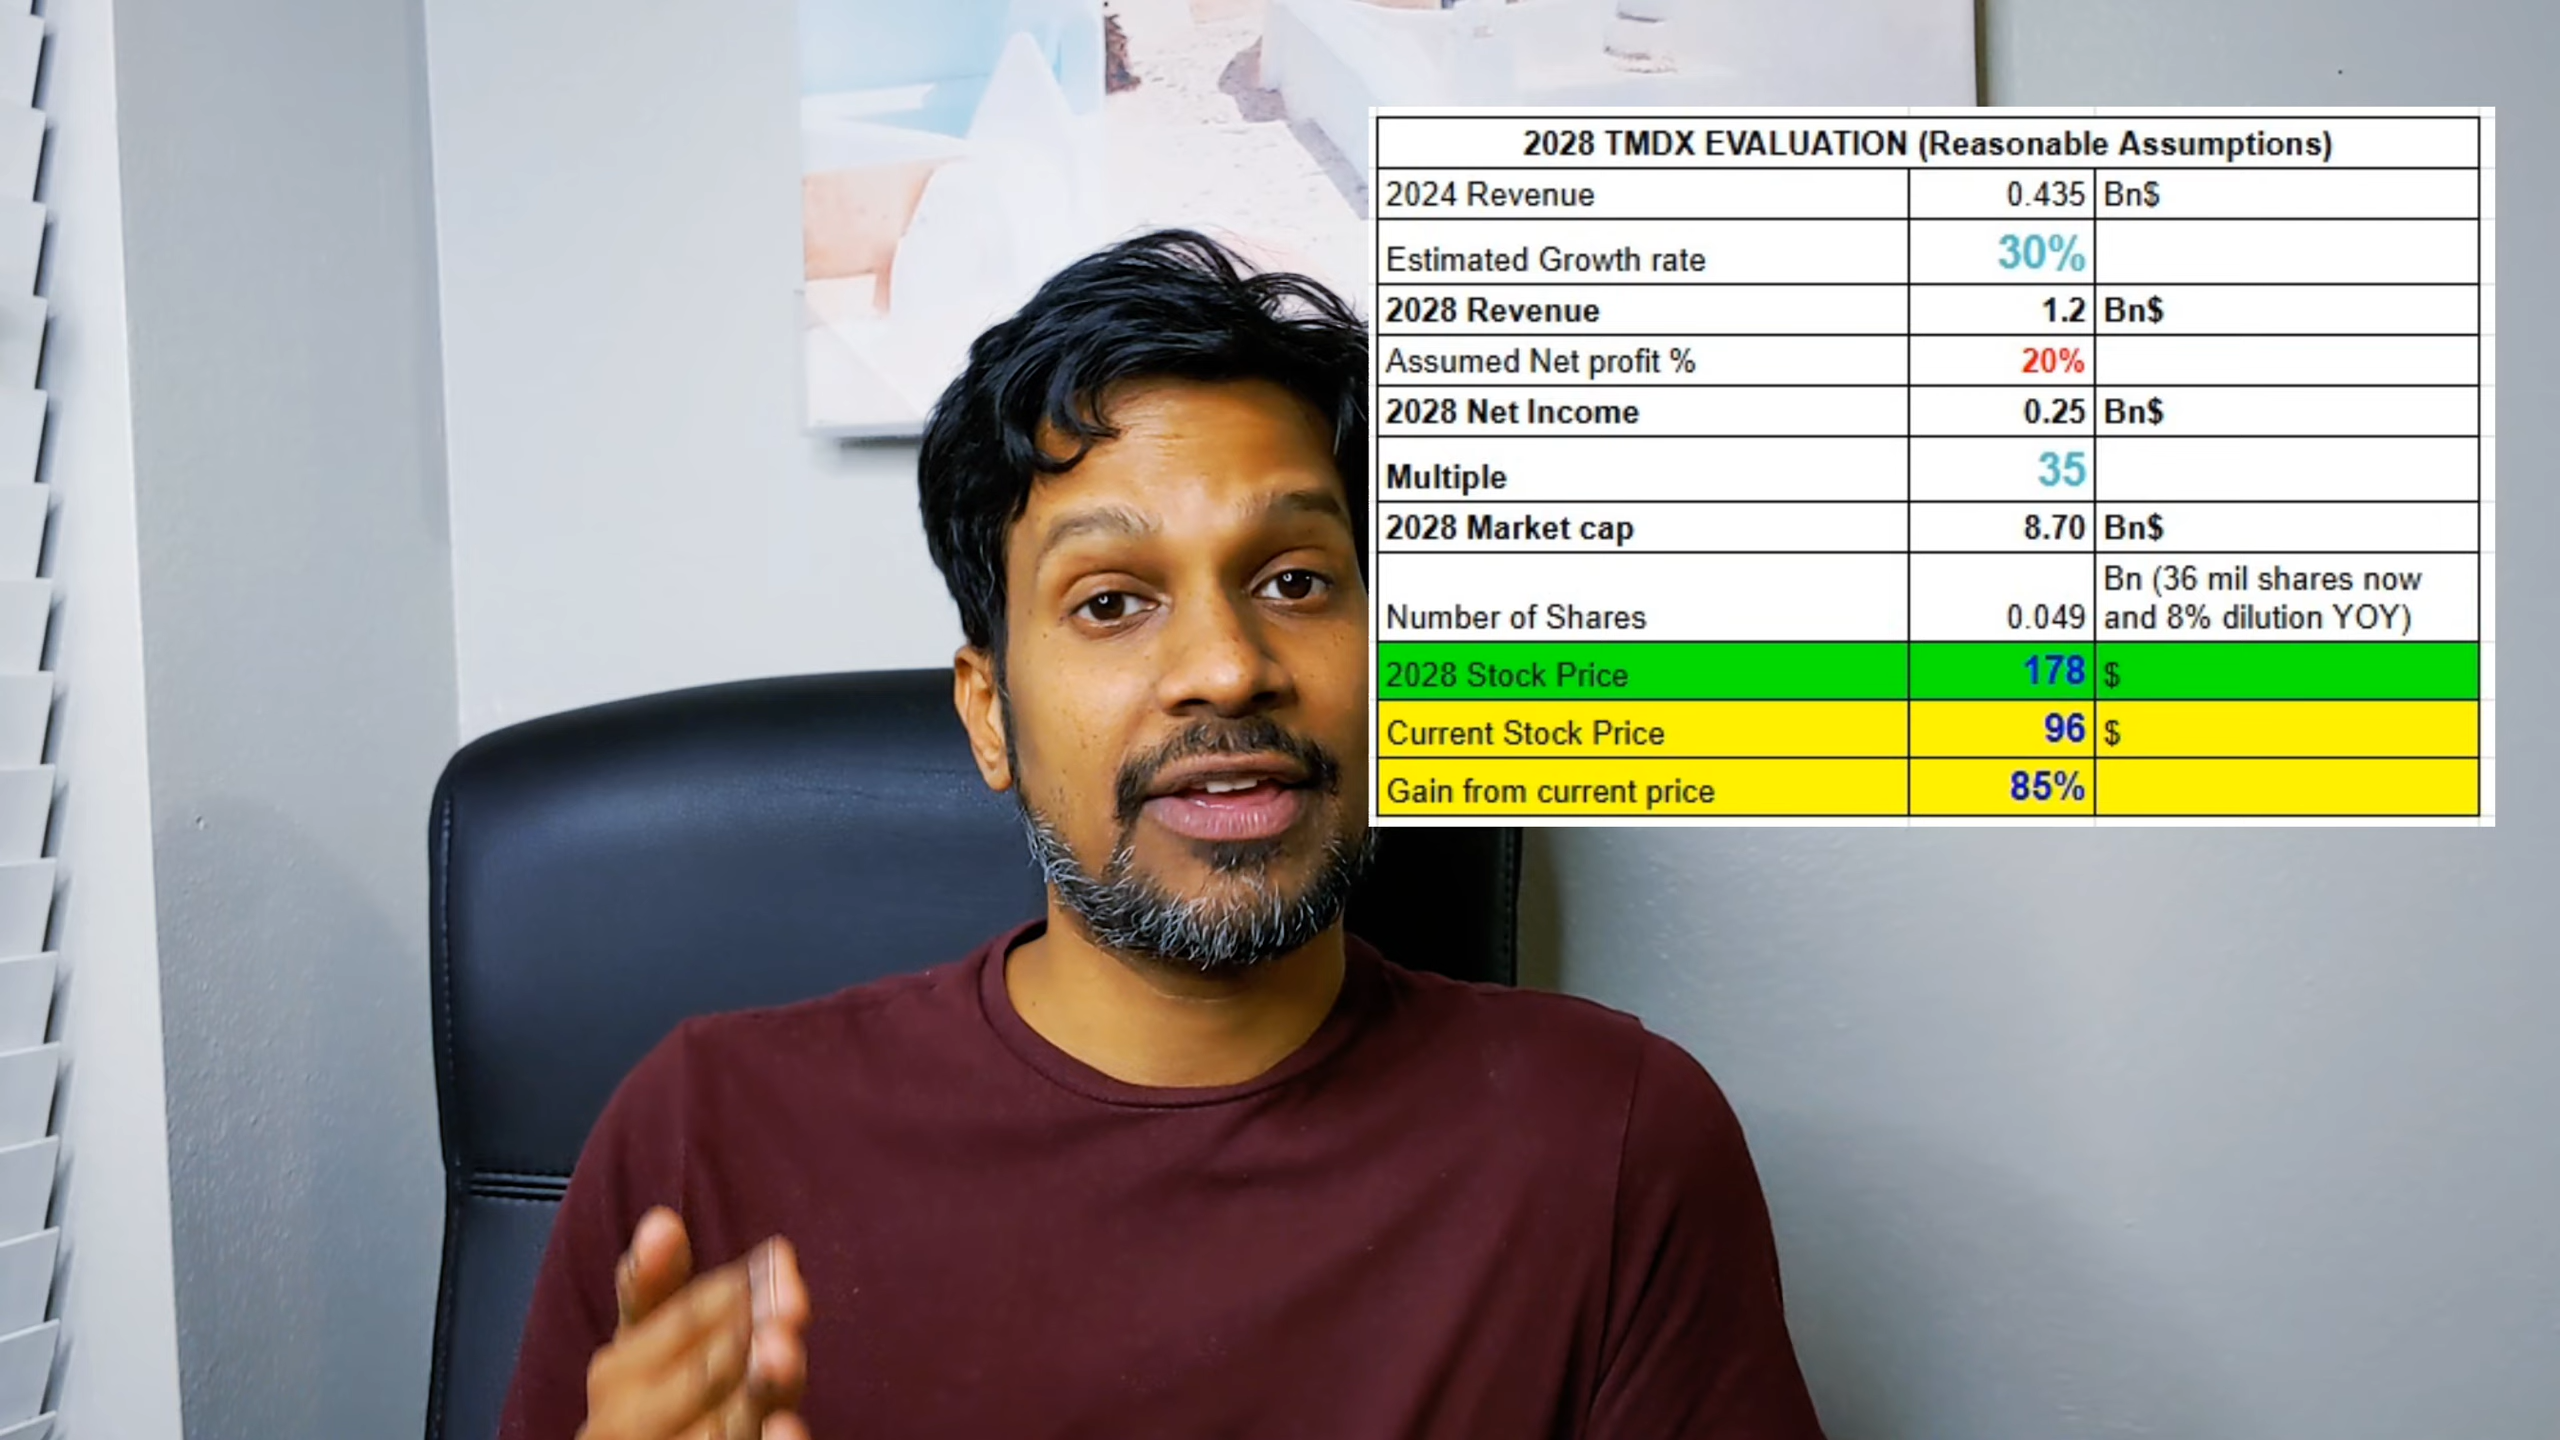 2028 TMDX EVALUATION (Reasonable Assumptions)
2024 Revenue 0.435 Bn$
Estimated Growth rate 30%
2028 Revenue 1.2 Bn$
Assumed Net profit % 20%
2028 Net Income 0.25 Bn$
Multiple 35
2028 Market cap 8.70 Bn$
Number of Shares 0.049 Bn (36 mil shares now
and 8% dilution YOY)
2028 Stock Price 178 $
Current Stock Price 96 $
Gain from current price 85%